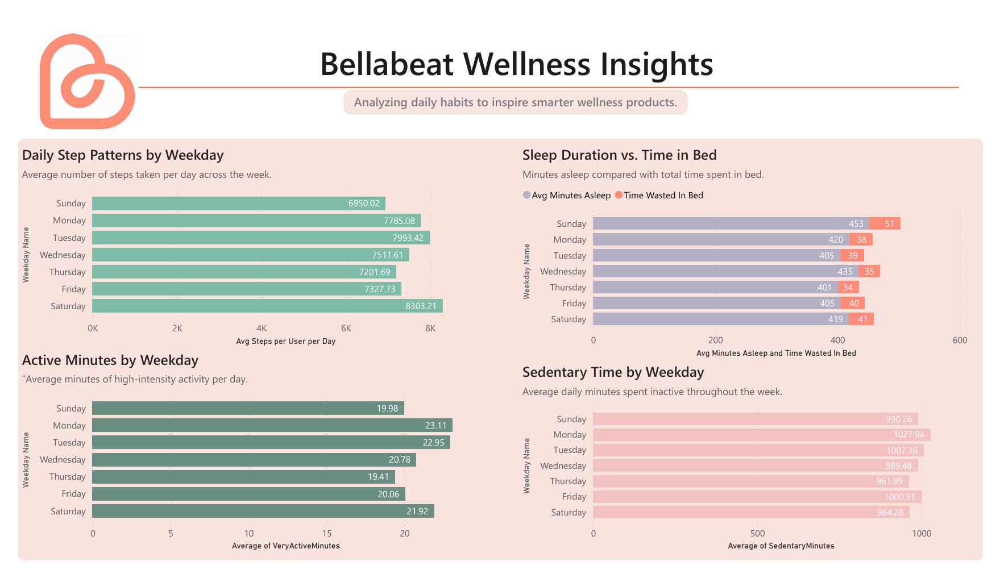 Bellabeat Wellness Insights
Analyzing daily habits to inspire smarter wellness products.
Daily Step Patterns by Weekday
Average number of steps taken per day across the week.
Weekday Name
Sunday 6950.02
Monday 7785.08
Tuesday 7993.42
Wednesday 7511.61
Thursday 7201.69
Friday 7327.73
Saturday 8303.21
0K 2K 4K 6K 8K
Avg Steps per User per Day
Sleep Duration vs. Time in Bed
Minutes asleep compared with total time spent in bed.
Avg Minutes Asleep Time Wasted In Bed
Weekday Name
Sunday 453 51
Monday 420 38
Tuesday 405 39
Wednesday 435 35
Thursday 401 34
Friday 405 40
Saturday 419 41
0 200 400 600
Avg Minutes Asleep and Time Wasted In Bed
Active Minutes by Weekday
“Average minutes of high-intensity activity per day.
Weekday Name
Sunday 19.98
Monday 23.11
Tuesday 22.95
Wednesday 20.78
Thursday 19.41
Friday 20.06
Saturday 21.92
0 5 10 15 20
Average of VeryActiveMinutes
Sedentary Time by Weekday
Average daily minutes spent inactive throughout the week.
Weekday Name
Sunday 990.26
Monday 1027.94
Tuesday 1007.36
Wednesday 989.48
Thursday 961.99
Friday 1000.31
Saturday 964.28
0 500 1000
Average of SedentaryMinutes